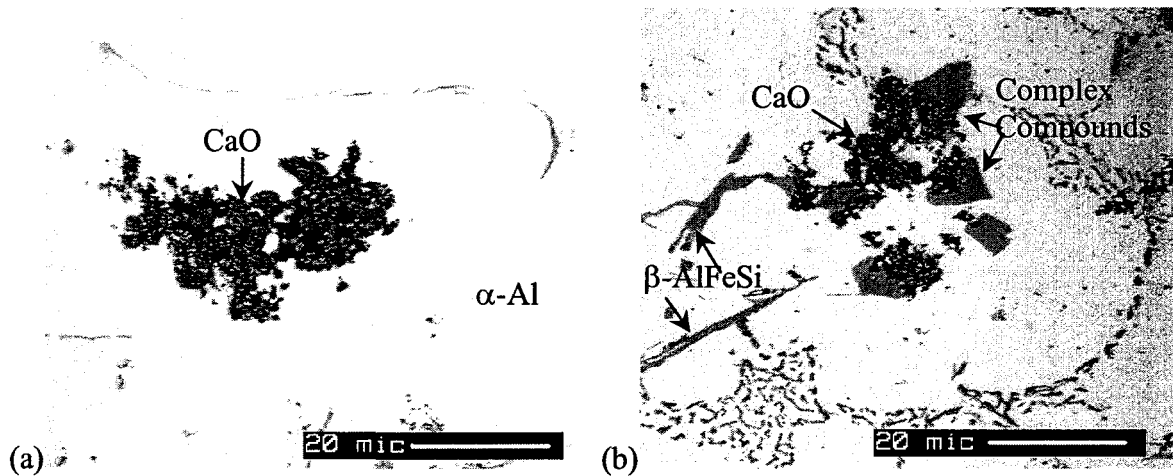 CaO
α-Al
20 mic
(a)
CaO
Complex
Compounds
β-AlFeSi
20 mic
(b)